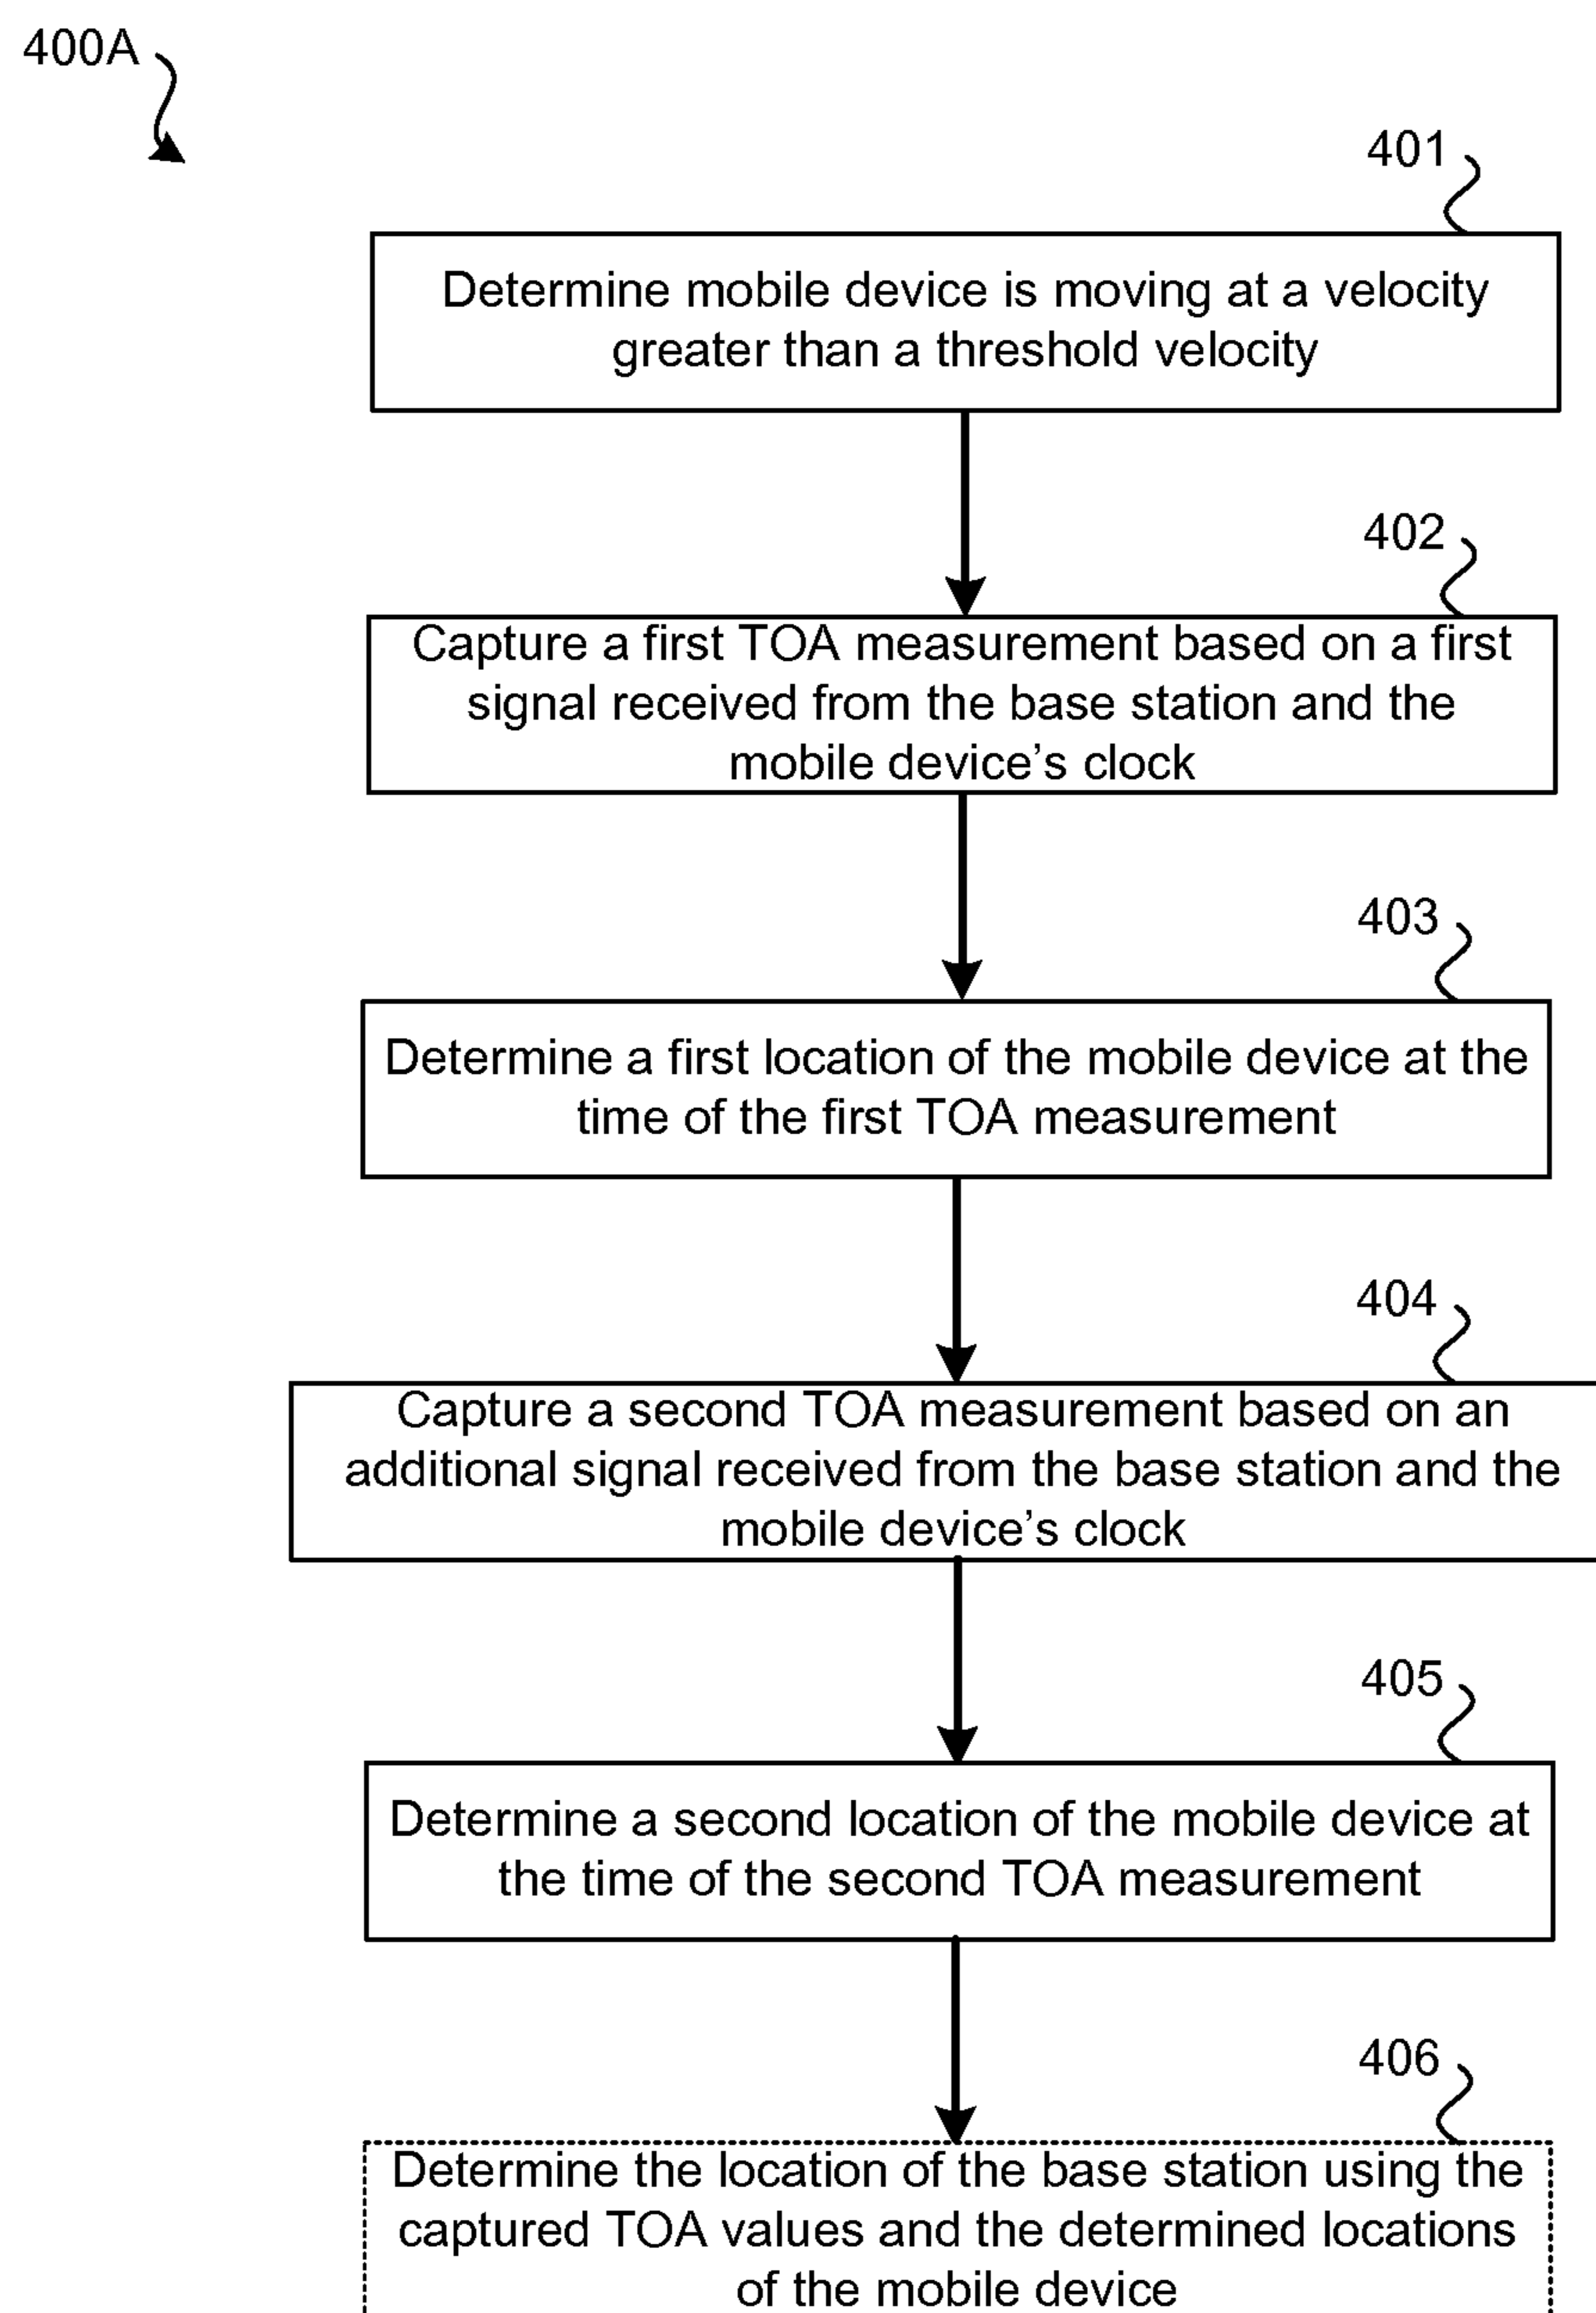 400A
401
Determine mobile device is moving at a velocity
greater than a threshold velocity
402
Capture a first TOA measurement based on a first
signal received from the base station and the
mobile device's clock
403
Determine a first location of the mobile device at the
time of the first TOA measurement
404
Capture a second TOA measurement based on an
additional signal received from the base station and the
mobile device's clock
405
Determine a second location of the mobile device at
the time of the second TOA measurement
406
Determine the location of the base station using the
captured TOA values and the determined locations
of the mobile device